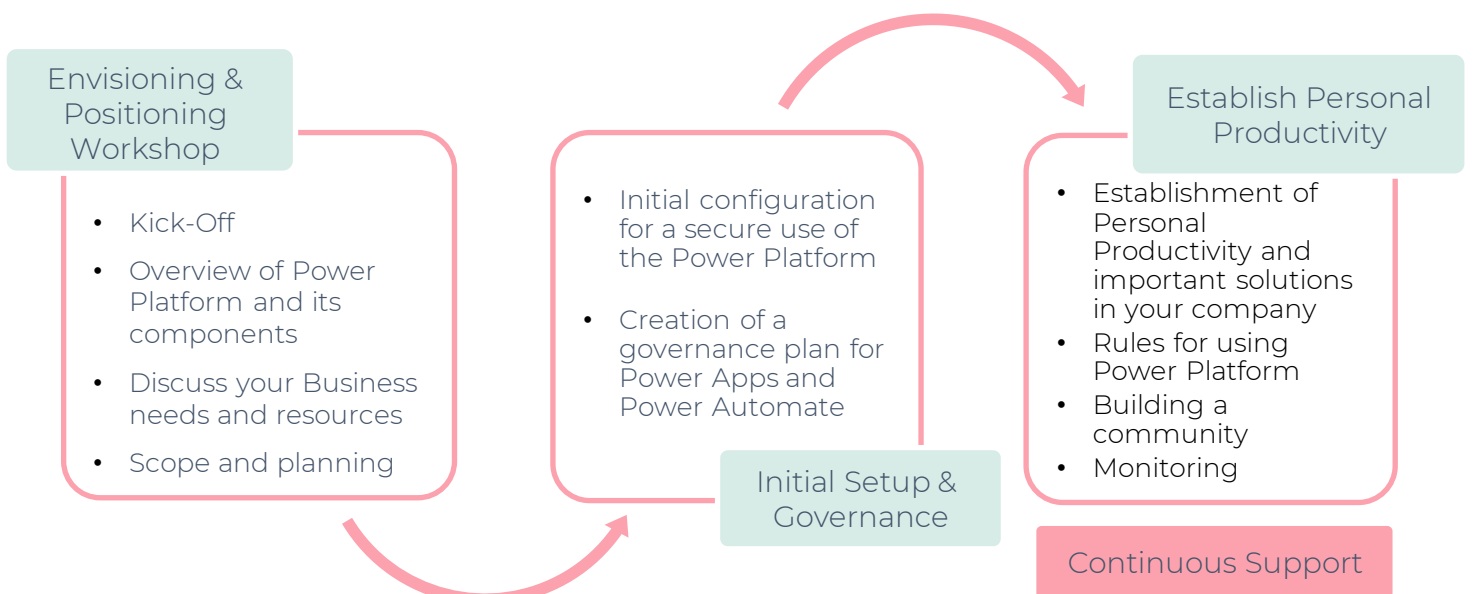 Envisioning &
Positioning
Workshop
• Kick-Off
• Overview of Power
Platform and its
components
• Discuss your Business
needs and resources
• Scope and planning
• Initial configuration
for a secure use of
the Power Platform
• Creation of a
governance plan for
Power Apps and
Power Automate
Initial Setup &
Governance
Establish Personal
Productivity
• Establishment of
Personal
Productivity and
important solutions
in your company
• Rules for using
Power Platform
• Building a
community
• Monitoring
Continuous Support